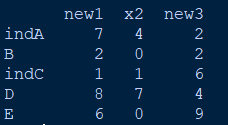 new1 x2 new3
indA 7 4 2
B 2 0 2
indC 1 1 6
D 8 7 4
E 6 0 9